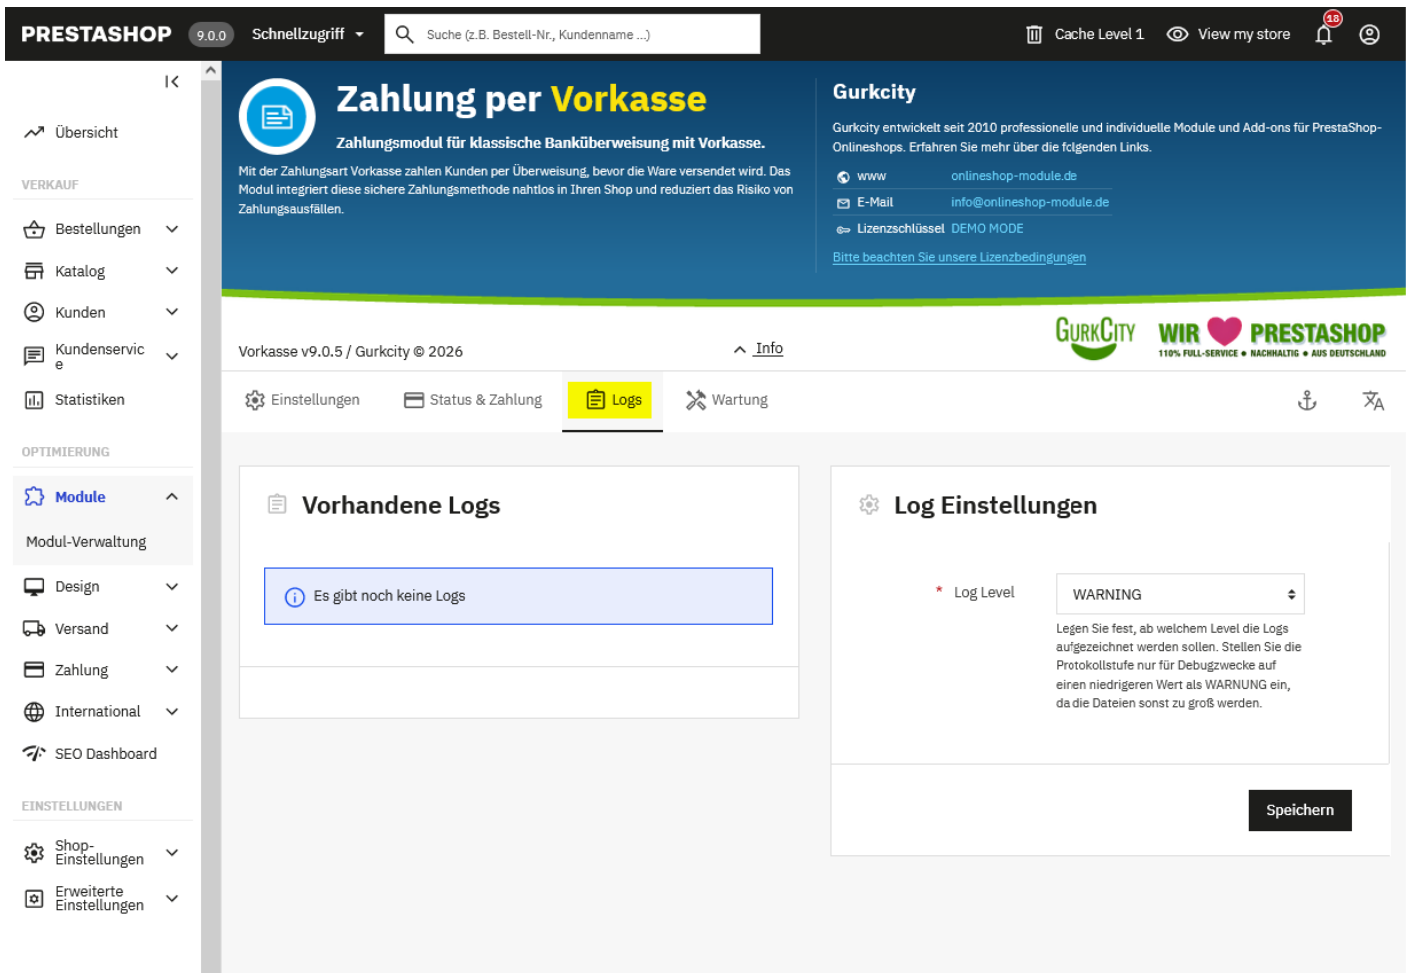 PRESTASHOP 9.0.0 Schnellzugriff Suche (z.B. Bestell-Nr., Kundenname ...) Cache Level 1 View my store 18
Übersicht
VERKAUF
Bestellungen
Katalog
Kunden
Kundenservic
e
Statistiken
OPTIMIERUNG
Module
Modul-Verwaltung
Design
Versand
Zahlung
International
SEO Dashboard
EINSTELLUNGEN
Shop-
Einstellungen
Erweiterte
Einstellungen
Zahlung per Vorkasse
Zahlungsmodul für klassische Banküberweisung mit Vorkasse.
Mit der Zahlungsart Vorkasse zahlen Kunden per Überweisung, bevor die Ware versendet wird. Das
Modul integriert diese sichere Zahlungsmethode nahtlos in Ihren Shop und reduziert das Risiko von
Zahlungsausfällen.
Gurkcity
Gurkcity entwickelt seit 2010 professionelle und individuelle Module und Add-ons für PrestaShop-
Onlineshops. Erfahren Sie mehr über die folgenden Links.
www onlineshop-module.de
E-Mail info@onlineshop-module.de
Lizenzschlüssel DEMO MODE
Bitte beachten Sie unsere Lizenzbedingungen
Vorkasse v9.0.5 / Gurkcity © 2026
Info
GURKCITY
WIR PRESTASHOP
110% FULL-SERVICE • NACHHALTIG • AUS DEUTSCHLAND
Einstellungen Status & Zahlung Logs Wartung
Vorhandene Logs
Es gibt noch keine Logs
Log Einstellungen
* Log Level WARNING
Legen Sie fest, ab welchem Level die Logs
aufgezeichnet werden sollen. Stellen Sie die
Protokollstufe nur für Debugzwecke auf
einen niedrigeren Wert als WARNUNG ein,
da die Dateien sonst zu groß werden.
Speichern